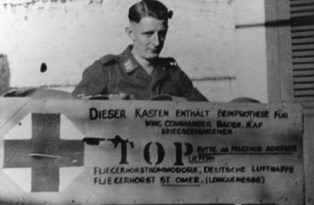 DIESER KASTEN ENTHÄLT BEINPROTHESE FÜR
WING COMMANDER BADER, RAF
KRIEGSGEFANGENER
TOP
BITTE AN FOLGENDE ADRESSE
LIEFERN
FLIEGERHORSTKOMMODORE, DEUTSCHE LUFTWAFFE
FLIEGERHORST ST OMER, (LONGUENESSE)